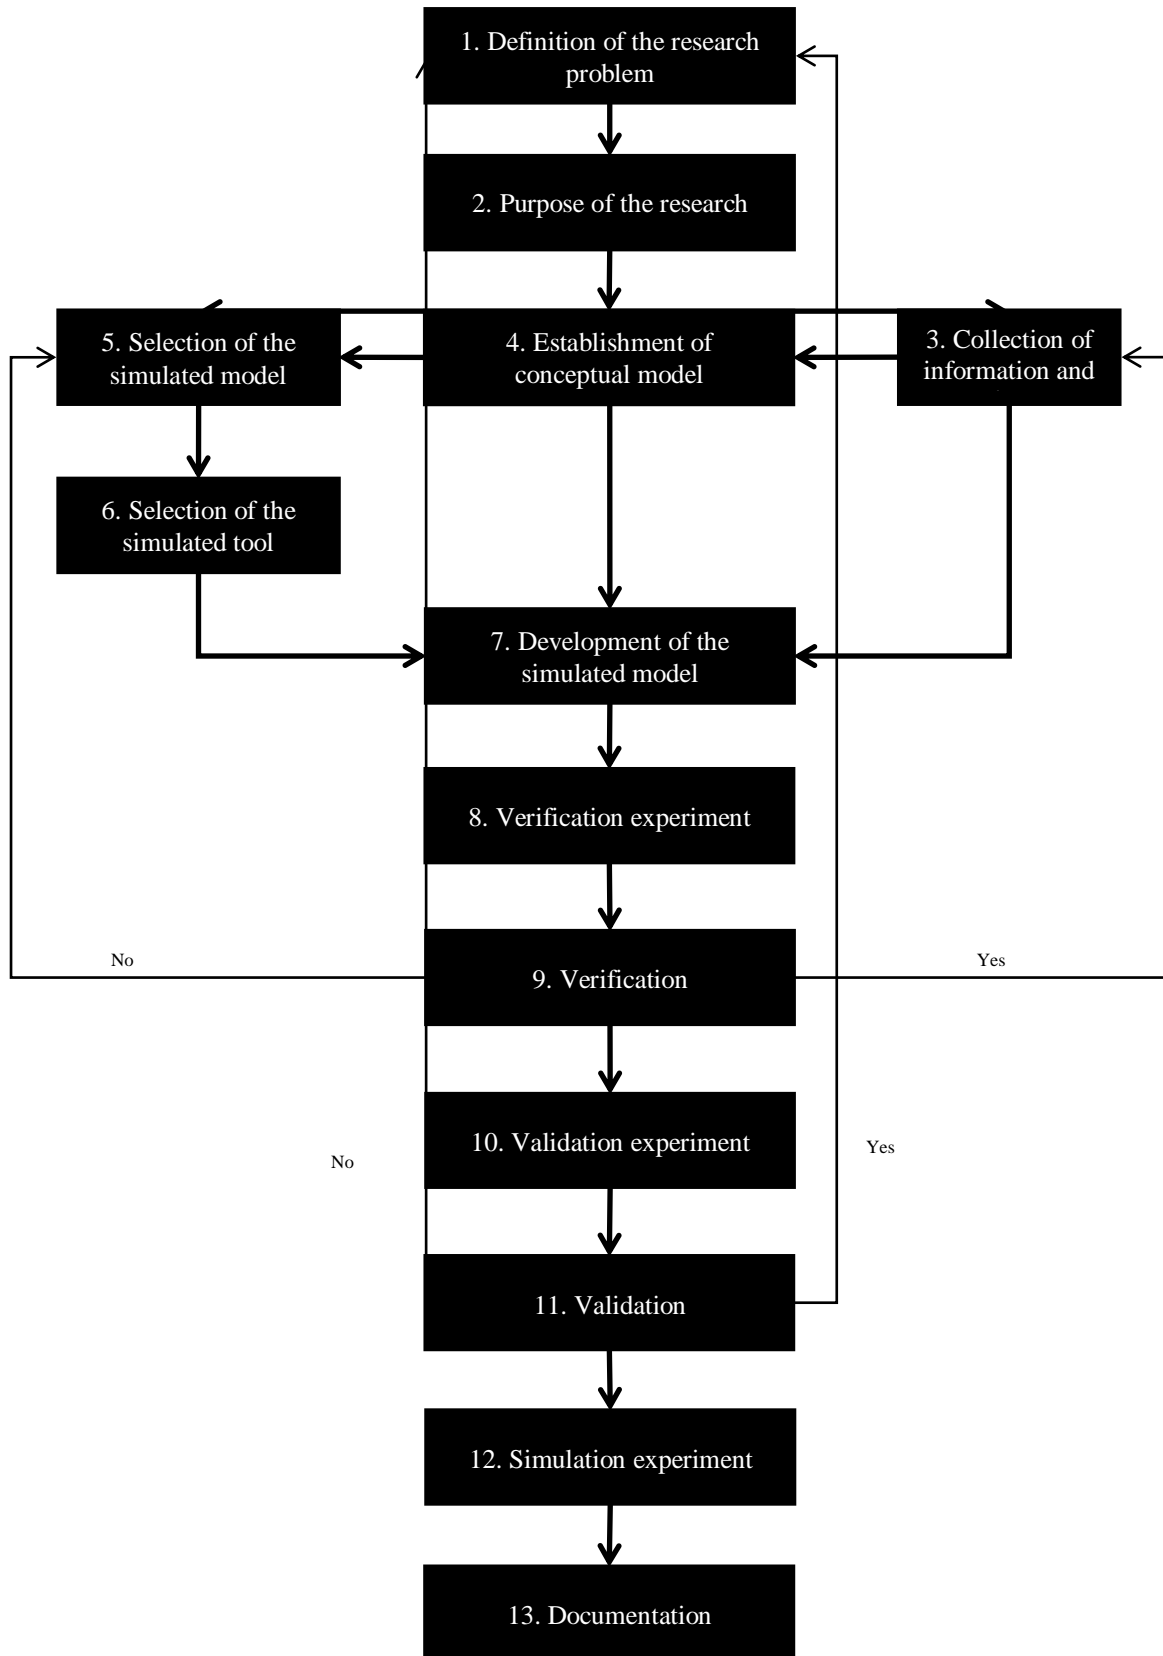 1. Definition of the research
problem
2. Purpose of the research
5. Selection of the
simulated model
4. Establishment of
conceptual model
3. Collection of
information and
6. Selection of the
simulated tool
7. Development of the
simulated model
8. Verification experiment
No
9. Verification
Yes
10. Validation experiment
No
Yes
11. Validation
12. Simulation experiment
13. Documentation